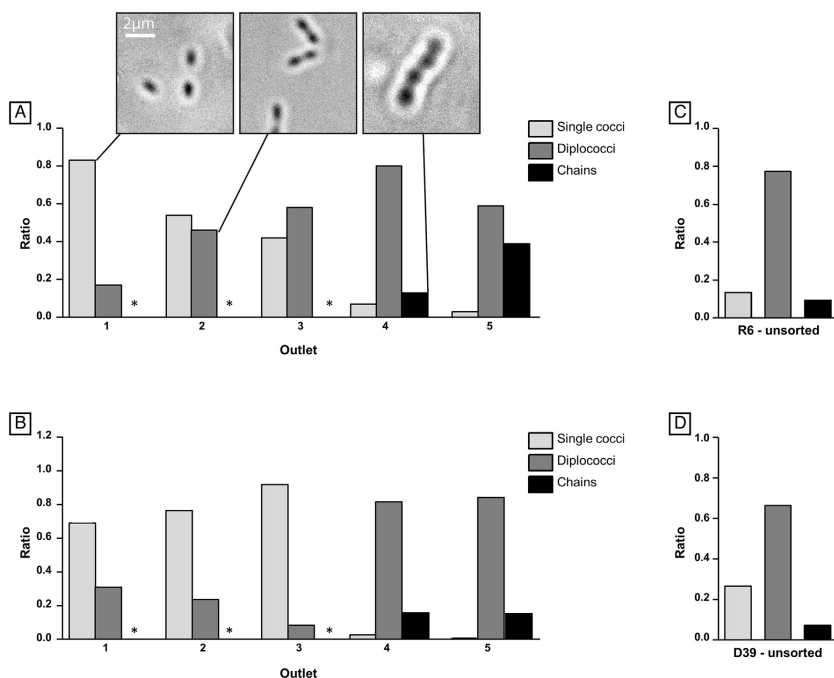 2μm
A
1.0
0.8
0.6
0.4
0.2
0.0
Ratio
* * *
1 2 3 4 5
Outlet
Single cocci
Diplococci
Chains
C
1.0
0.8
0.6
0.4
0.2
0.0
Ratio
R6 - unsorted
B
1.2
1.0
0.8
0.6
0.4
0.2
0.0
Ratio
* * *
1 2 3 4 5
Outlet
Single cocci
Diplococci
Chains
D
1.0
0.8
0.6
0.4
0.2
0.0
Ratio
D39 - unsorted